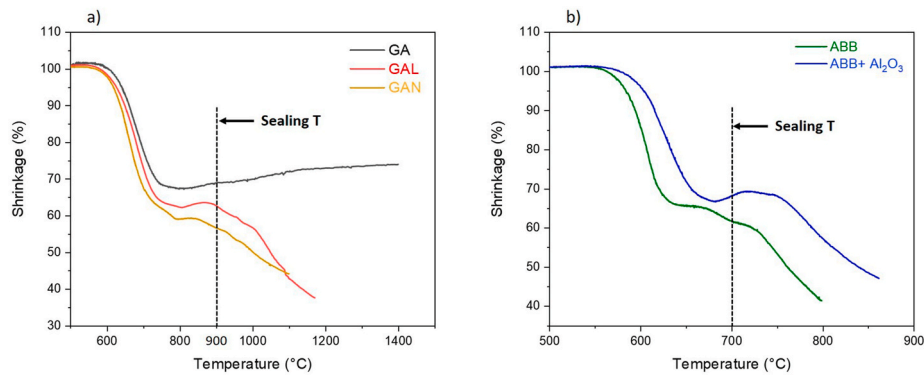 a)
110
100
90
80
70
60
50
40
30
Shrinkage (%)
600
800
1000
1200
1400
Temperature (°C)
GA
GAL
GAN
Sealing T
b)
110
100
90
80
70
60
50
40
Shrinkage (%)
500
600
700
800
900
Temperature (°C)
ABB
ABB+ Al₂O₃
Sealing T